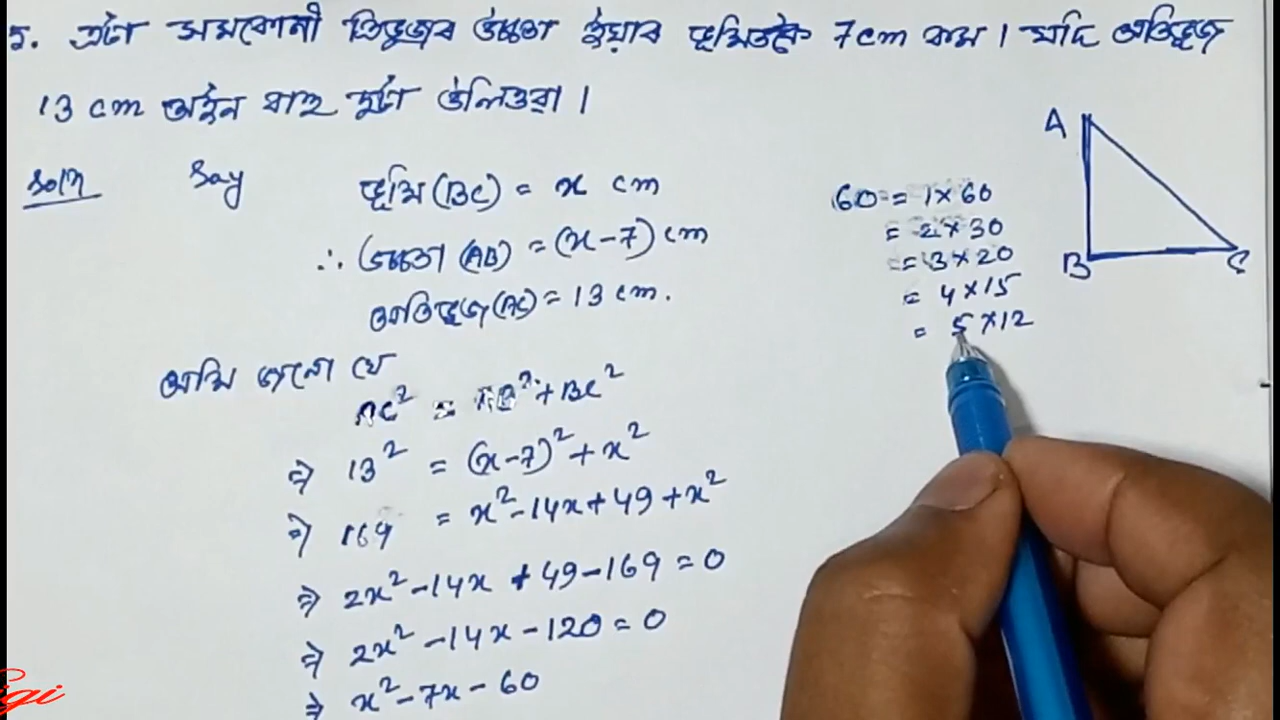 5. এটা সমকোনী ত্ৰিভুজৰ উচ্চতা ইয়াৰ ভূমিতকৈ 7cm কম। যদি অতিভূজ
13 cm অইন বাহু দুটা উলিওৱা।
Soln Say ভূমি (BC) = x cm
∴ উচ্চতা (AB) = (x-7) cm
অতিভূজ (AC) = 13 cm.
আমি জানো যে
AC² = AB² + BC²
⇒ 13² = (x-7)² + x²
⇒ 169 = x² - 14x + 49 + x²
⇒ 2x² - 14x + 49 - 169 = 0
⇒ 2x² - 14x - 120 = 0
⇒ x² - 7x - 60
60 = 1 × 60
= 2 × 30
= 3 × 20
= 4 × 15
= 5 × 12
A
B C